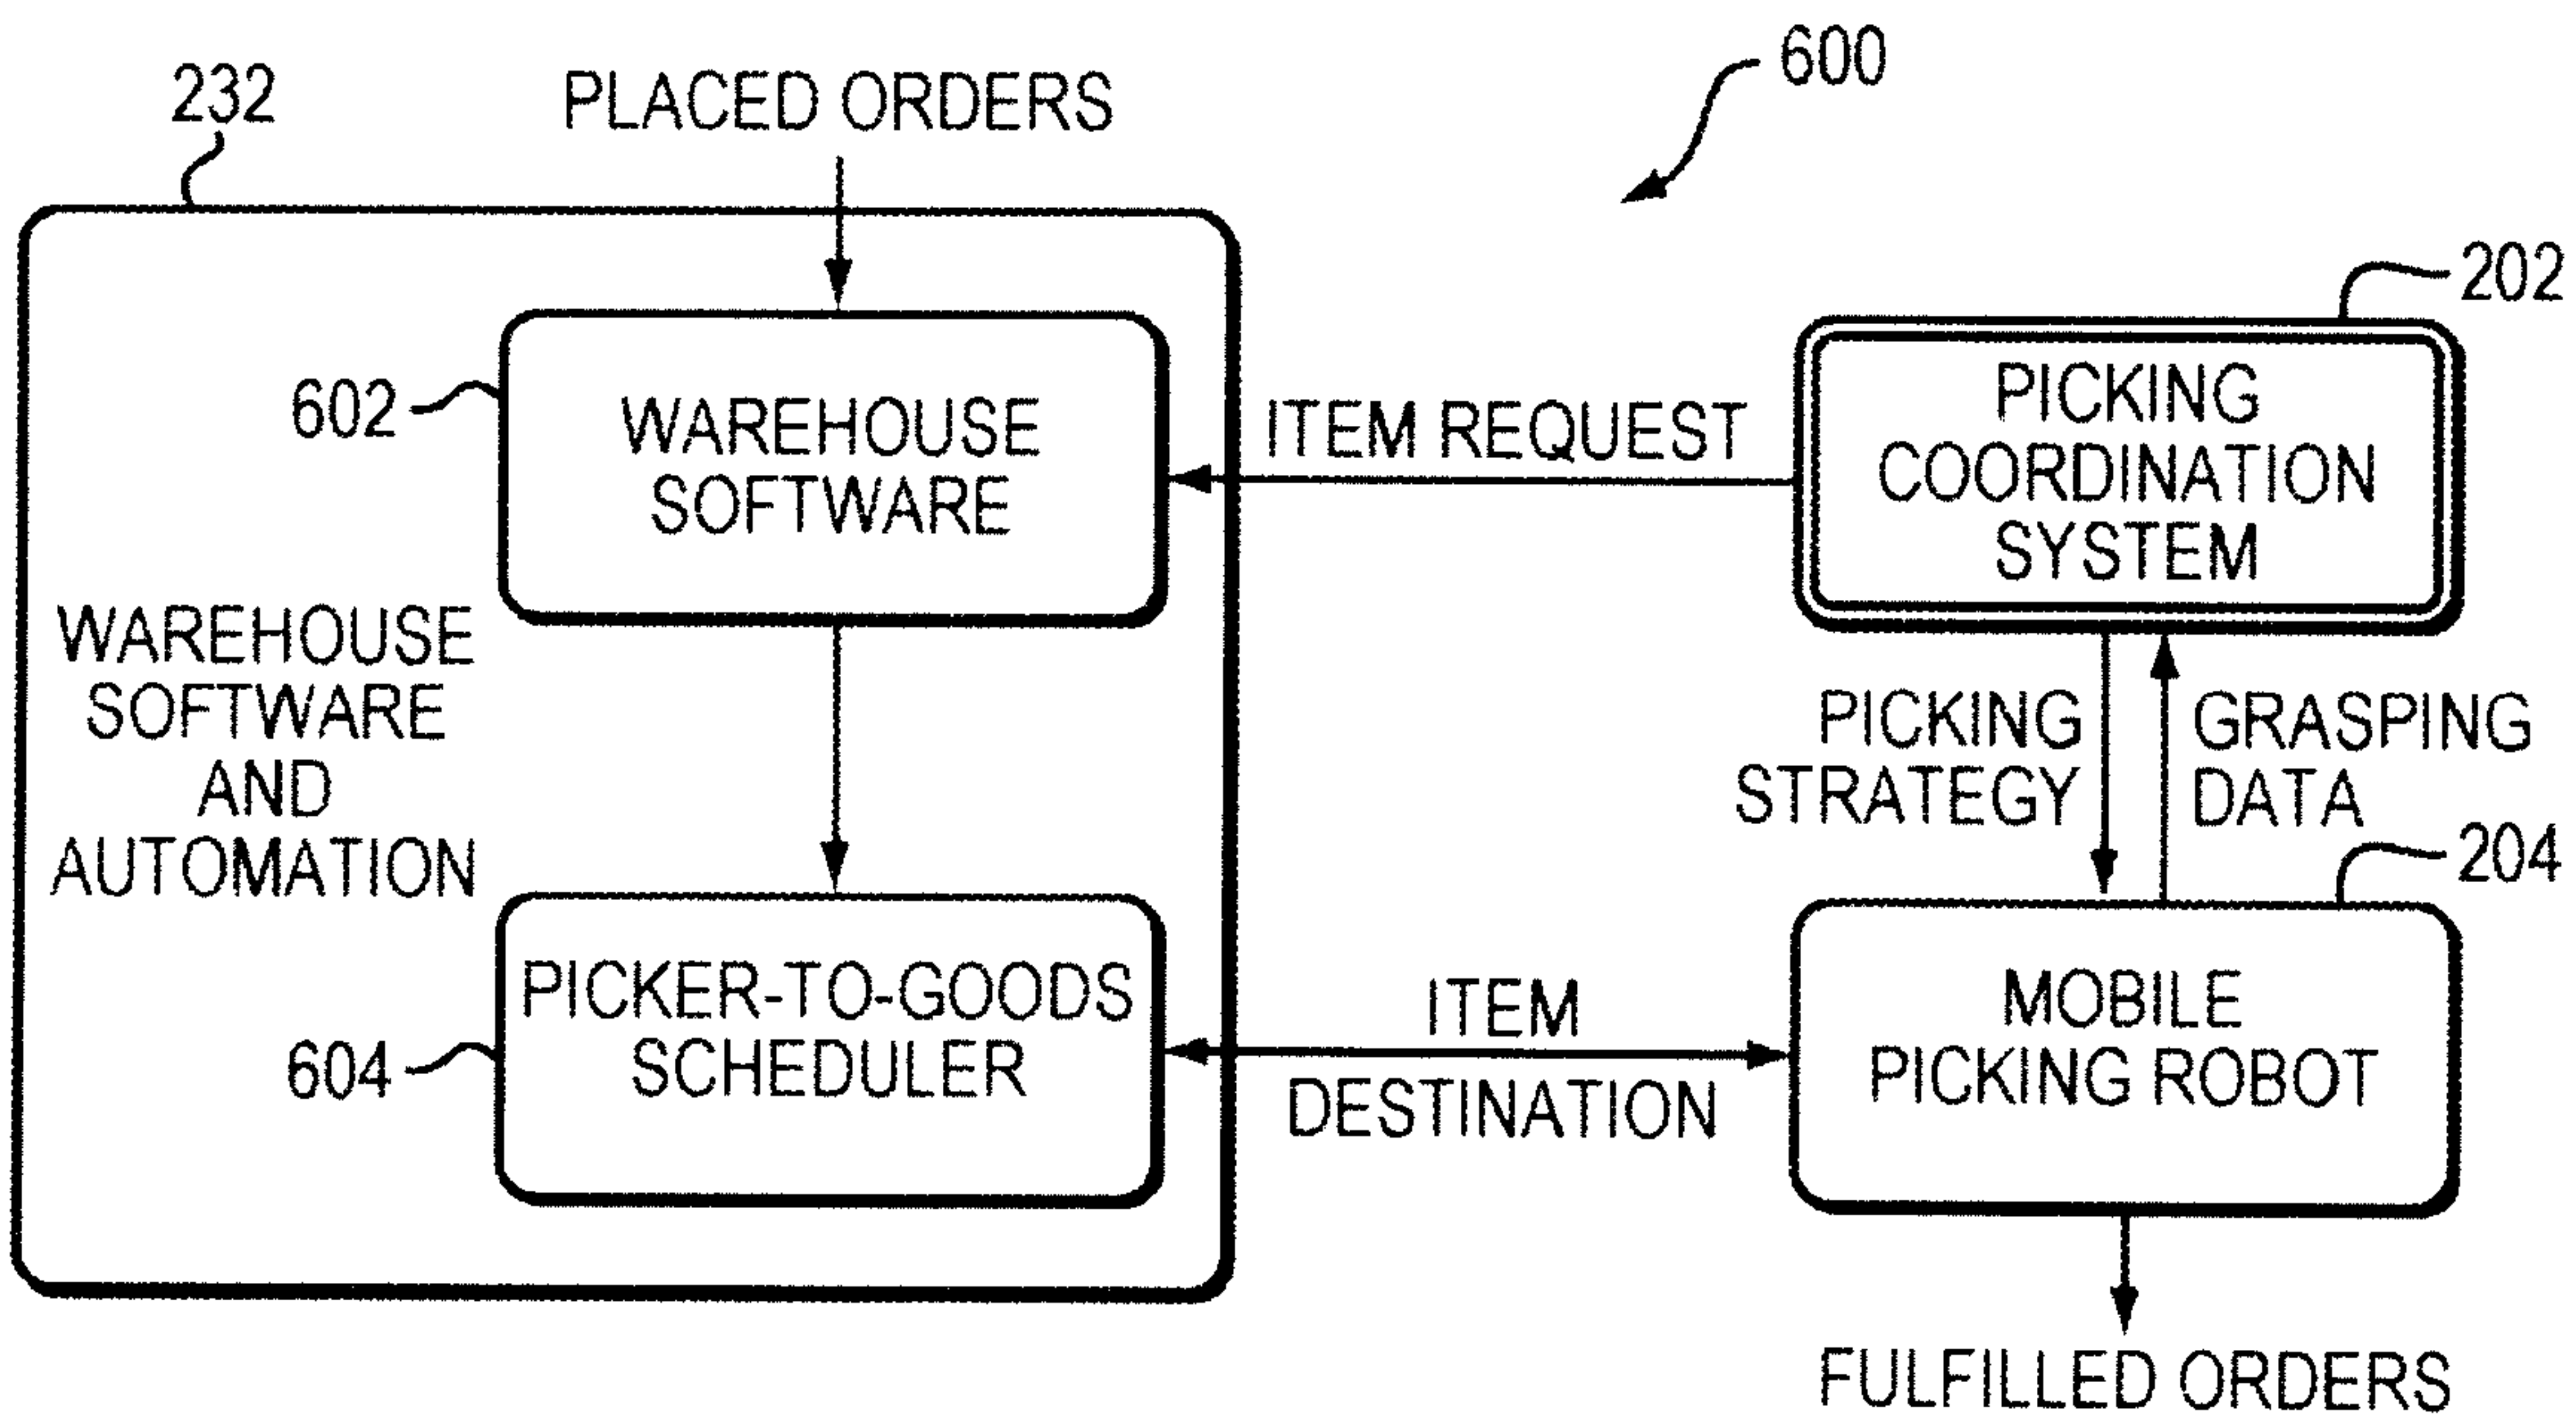 600
232
PLACED ORDERS
202
602
WAREHOUSE
SOFTWARE
ITEM REQUEST
PICKING
COORDINATION
SYSTEM
WAREHOUSE
SOFTWARE
AND
AUTOMATION
PICKING
STRATEGY
GRASPING
DATA
204
604
PICKER-TO-GOODS
SCHEDULER
ITEM
DESTINATION
MOBILE
PICKING ROBOT
FULFILLED ORDERS